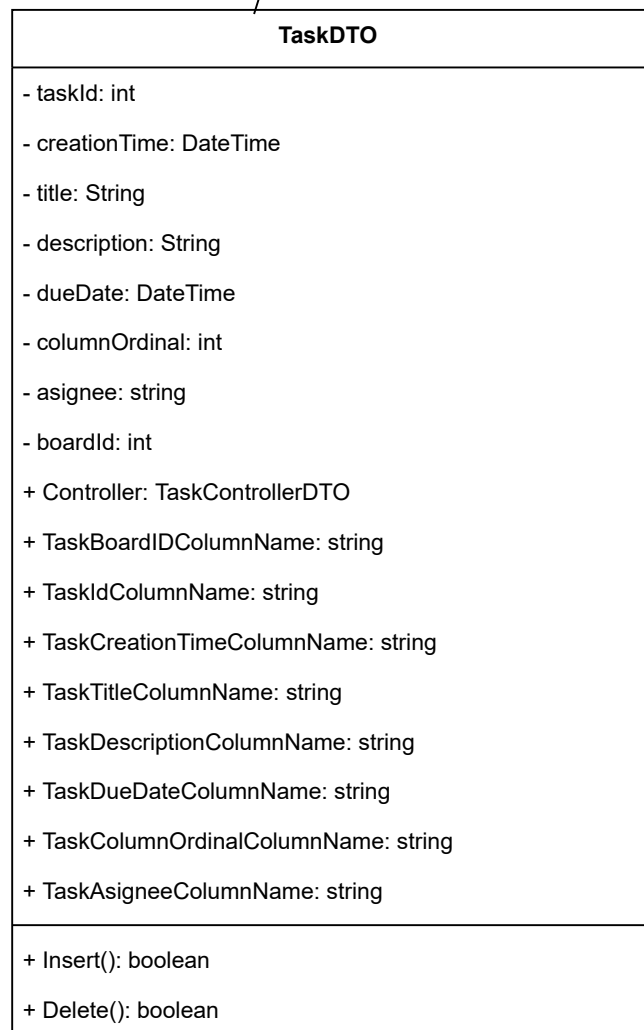 TaskDTO
- taskId: int
- creationTime: DateTime
- title: String
- description: String
- dueDate: DateTime
- columnOrdinal: int
- asignee: string
- boardId: int
+ Controller: TaskControllerDTO
+ TaskBoardIDColumnName: string
+ TaskIdColumnName: string
+ TaskCreationTimeColumnName: string
+ TaskTitleColumnName: string
+ TaskDescriptionColumnName: string
+ TaskDueDateColumnName: string
+ TaskColumnOrdinalColumnName: string
+ TaskAsigneeColumnName: string
+ Insert(): boolean
+ Delete(): boolean